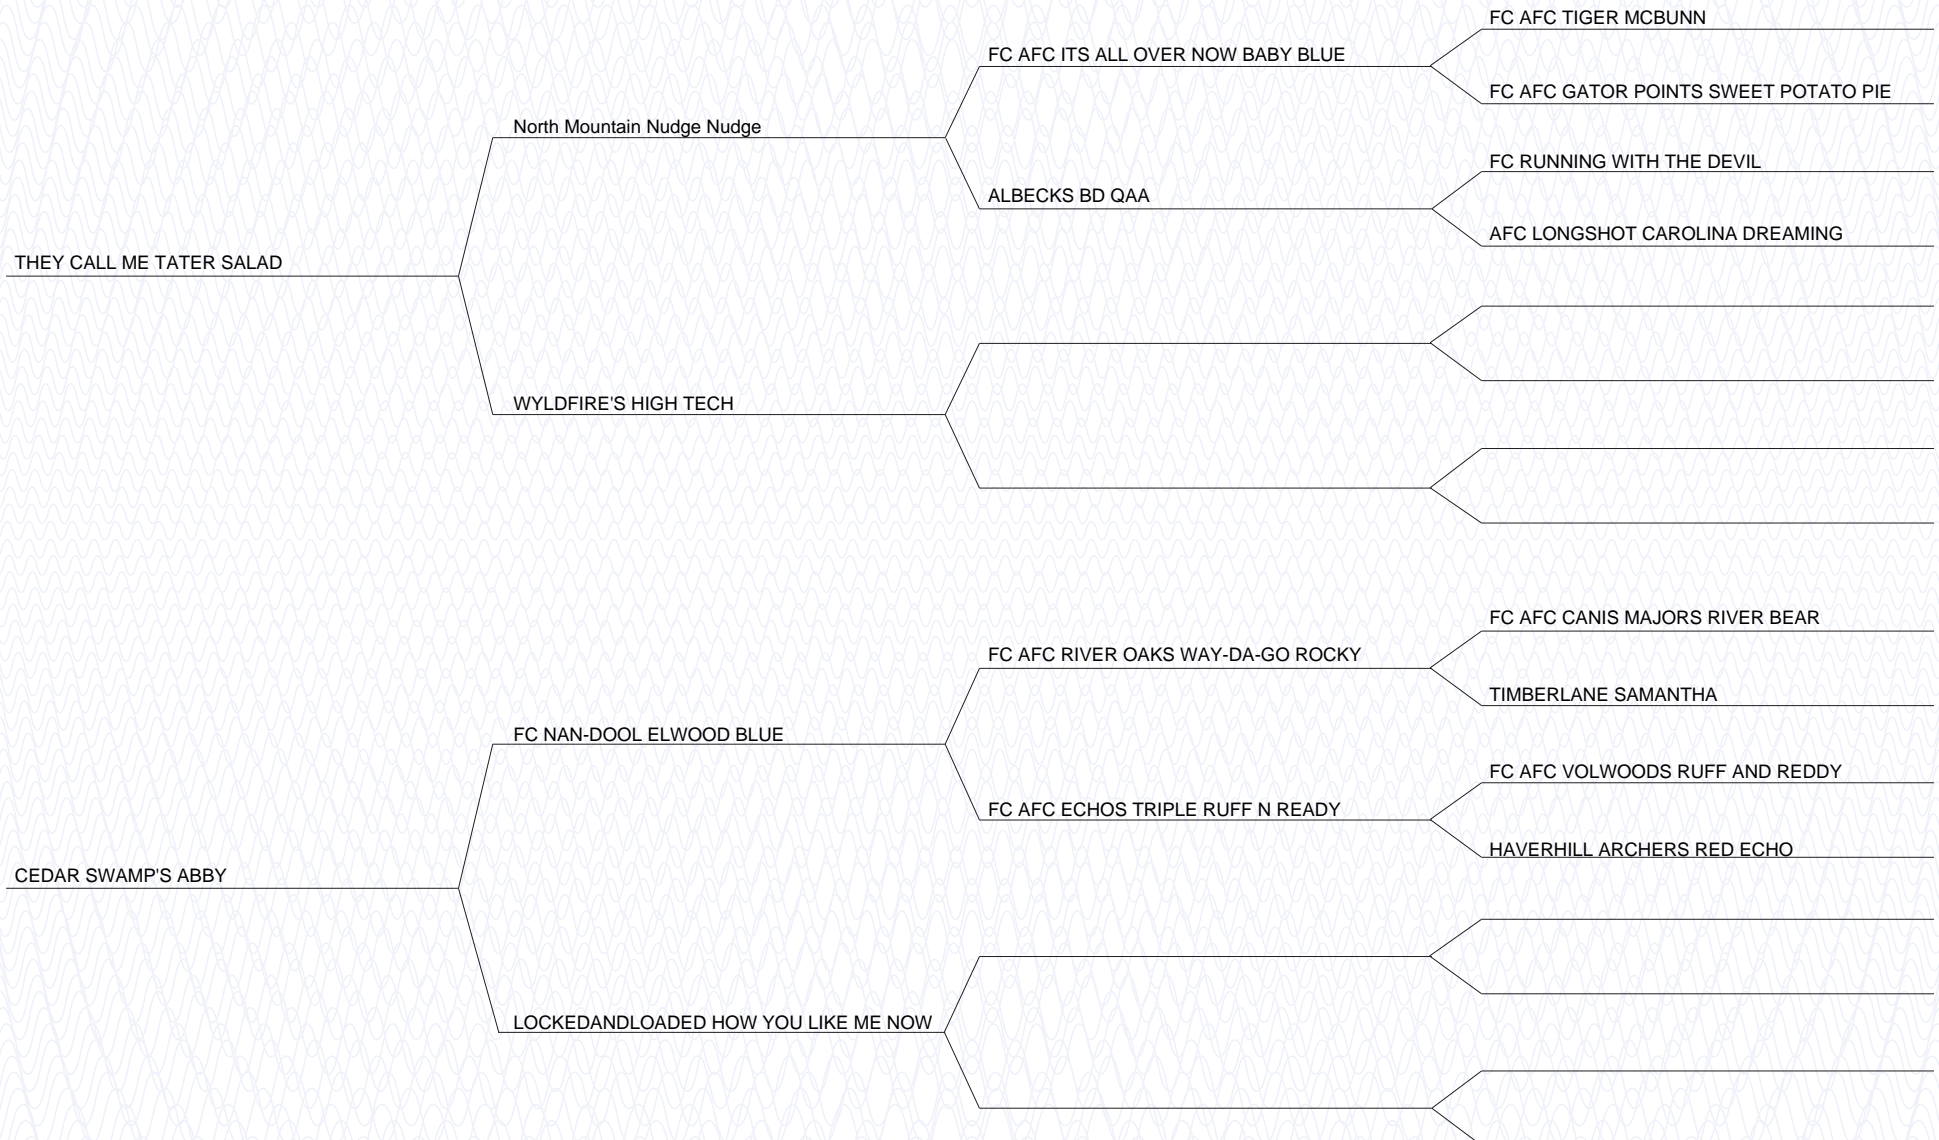 FC AFC TIGER MCBUNN
FC AFC ITS ALL OVER NOW BABY BLUE
FC AFC GATOR POINTS SWEET POTATO PIE
North Mountain Nudge Nudge
FC RUNNING WITH THE DEVIL
ALBECKS BD QAA
AFC LONGSHOT CAROLINA DREAMING
THEY CALL ME TATER SALAD
WYLDFIRE'S HIGH TECH
FC AFC CANIS MAJORS RIVER BEAR
FC AFC RIVER OAKS WAY-DA-GO ROCKY
TIMBERLANE SAMANTHA
FC NAN-DOOL ELWOOD BLUE
FC AFC VOLWOODS RUFF AND REDDY
FC AFC ECHOS TRIPLE RUFF N READY
HAVERHILL ARCHERS RED ECHO
CEDAR SWAMP'S ABBY
LOCKEDANDLOADED HOW YOU LIKE ME NOW